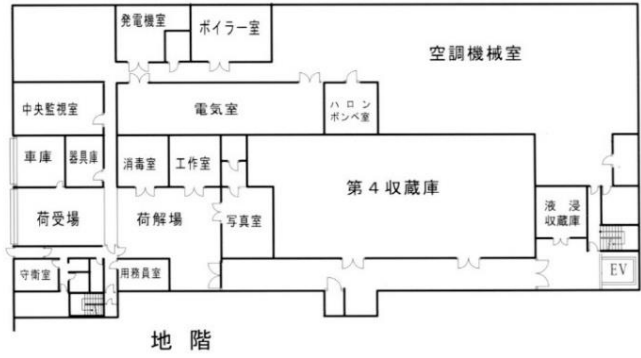 発電機室
ボイラー室
空調機械室
中央監視室
電気室
ハロン
ボンベ室
車庫
器具庫
消毒室
工作室
第4収蔵庫
荷受場
荷解場
写真室
液浸
収蔵庫
守衛室
用務員室
EV
地階